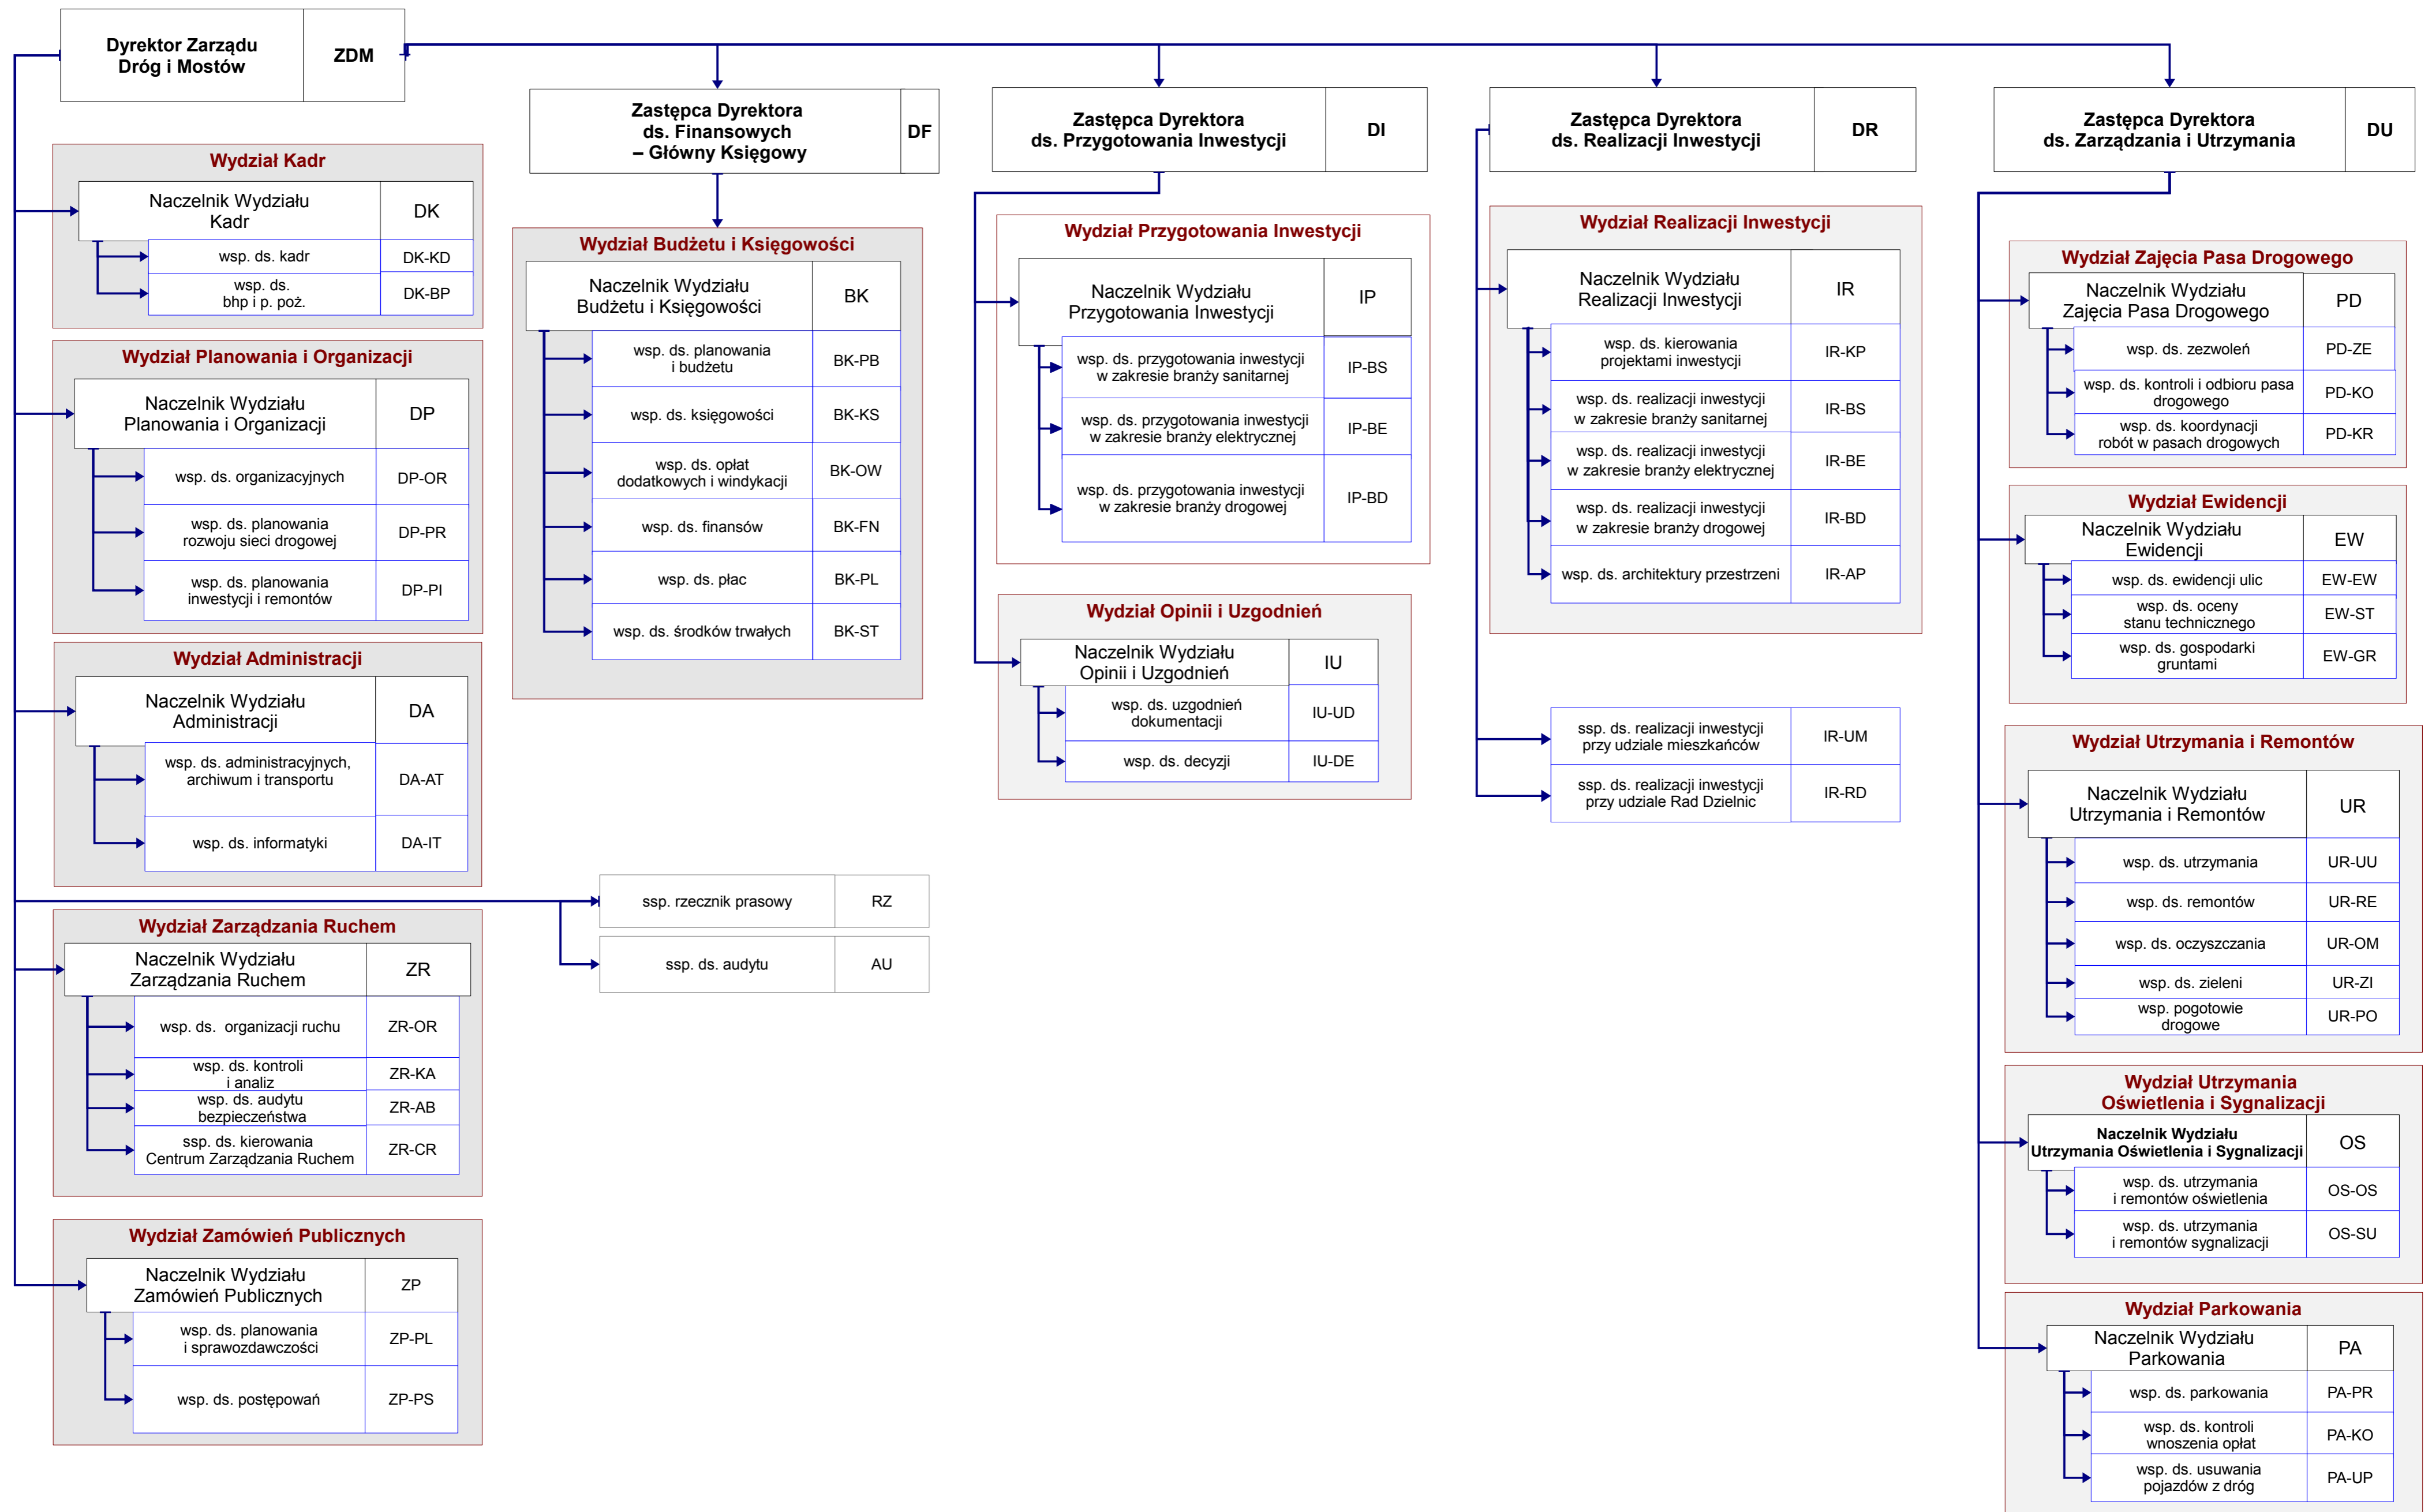 Dyrektor Zarządu
Dróg i Mostów
ZDM
Wydział Kadr
Naczelnik Wydziału
Kadr
DK
wsp. ds. kadr
DK-KD
wsp. ds.
bhp i p. poż.
DK-BP
Wydział Planowania i Organizacji
Naczelnik Wydziału
Planowania i Organizacji
DP
wsp. ds. organizacyjnych
DP-OR
wsp. ds. planowania
rozwoju sieci drogowej
DP-PR
wsp. ds. planowania
inwestycji i remontów
DP-PI
Wydział Administracji
Naczelnik Wydziału
Administracji
DA
wsp. ds. administracyjnych,
archiwum i transportu
DA-AT
wsp. ds. informatyki
DA-IT
Wydział Zarządzania Ruchem
Naczelnik Wydziału
Zarządzania Ruchem
ZR
wsp. ds. organizacji ruchu
ZR-OR
wsp. ds. kontroli
i analiz
ZR-KA
wsp. ds. audytu
bezpieczeństwa
ZR-AB
ssp. ds. kierowania
Centrum Zarządzania Ruchem
ZR-CR
Wydział Zamówień Publicznych
Naczelnik Wydziału
Zamówień Publicznych
ZP
wsp. ds. planowania
i sprawozdawczości
ZP-PL
wsp. ds. postępowań
ZP-PS
Zastępca Dyrektora
ds. Finansowych
– Główny Księgowy
DF
Wydział Budżetu i Księgowości
Naczelnik Wydziału
Budżetu i Księgowości
BK
wsp. ds. planowania
i budżetu
BK-PB
wsp. ds. księgowości
BK-KS
wsp. ds. opłat
dodatkowych i windykacji
BK-OW
wsp. ds. finansów
BK-FN
wsp. ds. płac
BK-PL
wsp. ds. środków trwałych
BK-ST
ssp. rzecznik prasowy
RZ
ssp. ds. audytu
AU
Zastępca Dyrektora
ds. Przygotowania Inwestycji
DI
Wydział Przygotowania Inwestycji
Naczelnik Wydziału
Przygotowania Inwestycji
IP
wsp. ds. przygotowania inwestycji
w zakresie branży sanitarnej
IP-BS
wsp. ds. przygotowania inwestycji
w zakresie branży elektrycznej
IP-BE
wsp. ds. przygotowania inwestycji
w zakresie branży drogowej
IP-BD
Wydział Opinii i Uzgodnień
Naczelnik Wydziału
Opinii i Uzgodnień
IU
wsp. ds. uzgodnień
dokumentacji
IU-UD
wsp. ds. decyzji
IU-DE
Zastępca Dyrektora
ds. Realizacji Inwestycji
DR
Wydział Realizacji Inwestycji
Naczelnik Wydziału
Realizacji Inwestycji
IR
wsp. ds. kierowania
projektami inwestycji
IR-KP
wsp. ds. realizacji inwestycji
w zakresie branży sanitarnej
IR-BS
wsp. ds. realizacji inwestycji
w zakresie branży elektrycznej
IR-BE
wsp. ds. realizacji inwestycji
w zakresie branży drogowej
IR-BD
wsp. ds. architektury przestrzeni
IR-AP
ssp. ds. realizacji inwestycji
przy udziale mieszkańców
IR-UM
ssp. ds. realizacji inwestycji
przy udziale Rad Dzielnic
IR-RD
Zastępca Dyrektora
ds. Zarządzania i Utrzymania
DU
Wydział Zajęcia Pasa Drogowego
Naczelnik Wydziału
Zajęcia Pasa Drogowego
PD
wsp. ds. zezwoleń
PD-ZE
wsp. ds. kontroli i odbioru pasa
drogowego
PD-KO
wsp. ds. koordynacji
robót w pasach drogowych
PD-KR
Wydział Ewidencji
Naczelnik Wydziału
Ewidencji
EW
wsp. ds. ewidencji ulic
EW-EW
wsp. ds. oceny
stanu technicznego
EW-ST
wsp. ds. gospodarki
gruntami
EW-GR
Wydział Utrzymania i Remontów
Naczelnik Wydziału
Utrzymania i Remontów
UR
wsp. ds. utrzymania
UR-UU
wsp. ds. remontów
UR-RE
wsp. ds. oczyszczania
UR-OM
wsp. ds. zieleni
UR-ZI
wsp. pogotowie
drogowe
UR-PO
Wydział Utrzymania
Oświetlenia i Sygnalizacji
Naczelnik Wydziału
Utrzymania Oświetlenia i Sygnalizacji
OS
wsp. ds. utrzymania
i remontów oświetlenia
OS-OS
wsp. ds. utrzymania
i remontów sygnalizacji
OS-SU
Wydział Parkowania
Naczelnik Wydziału
Parkowania
PA
wsp. ds. parkowania
PA-PR
wsp. ds. kontroli
wnoszenia opłat
PA-KO
wsp. ds. usuwania
pojazdów z dróg
PA-UP